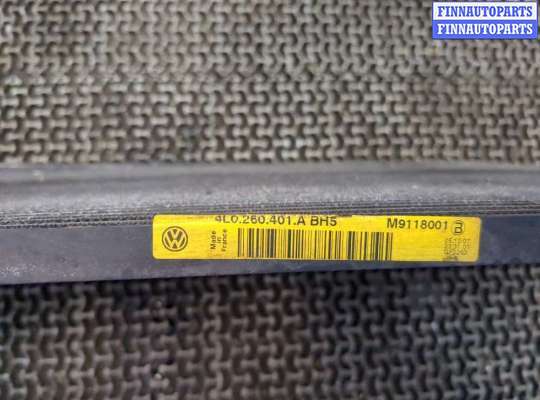 FINNAUTOPARTS
FINNAUTOPARTS
4L0.260.401.A BH5
M9118001
B
Made
in
France